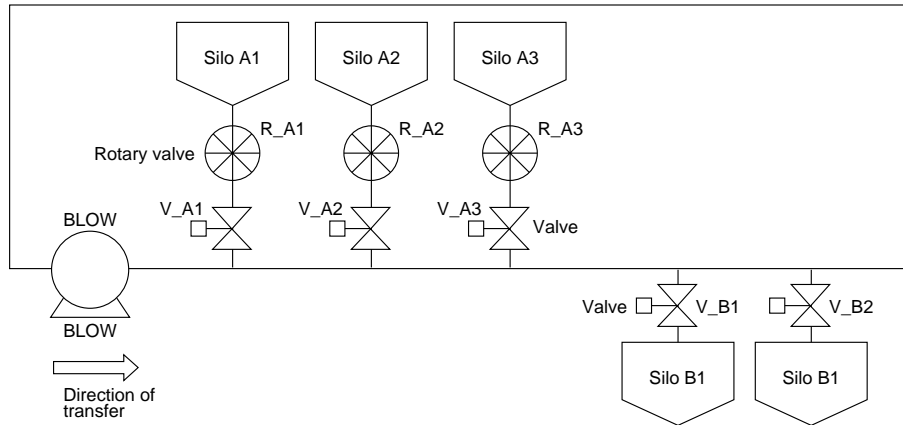 Silo A1
Silo A2
Silo A3
R_A1
R_A2
R_A3
Rotary valve
V_A1
V_A2
V_A3
Valve
BLOW
BLOW
Valve
V_B1
V_B2
Silo B1
Silo B1
Direction of
transfer